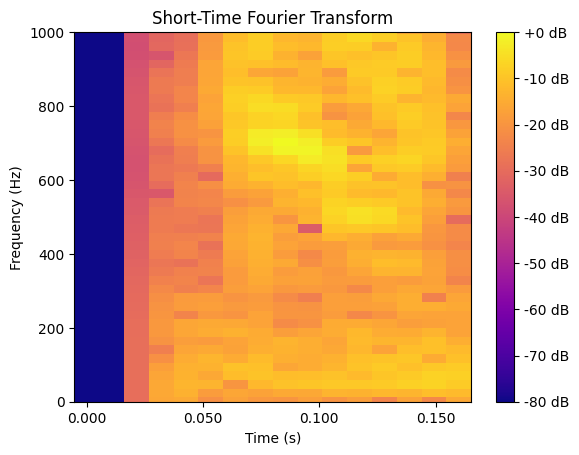 Short-Time Fourier Transform
1000
800
600
400
200
0
Frequency (Hz)
0.000
0.050
0.100
0.150
Time (s)
+0 dB
-10 dB
-20 dB
-30 dB
-40 dB
-50 dB
-60 dB
-70 dB
-80 dB